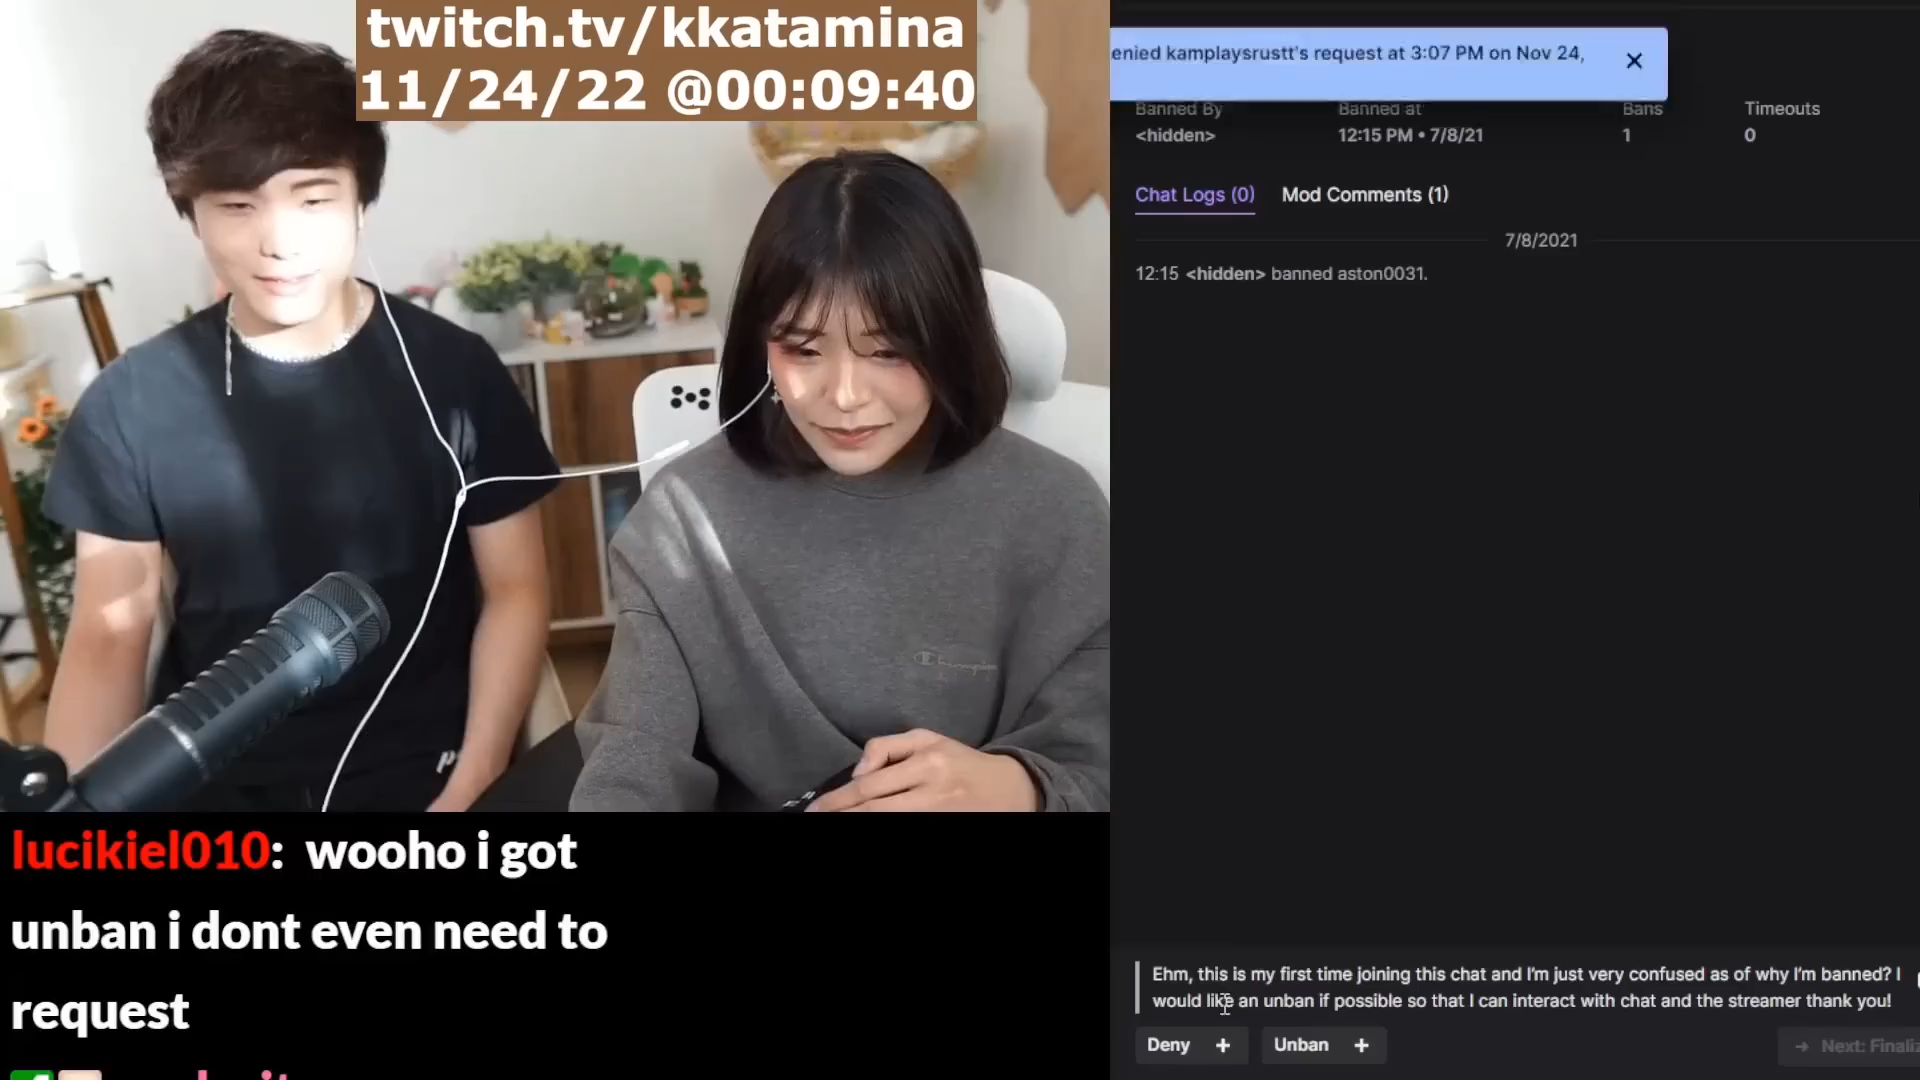 twitch.tv/kkatamina
11/24/22 @00:09:40
enied kamplaysrustt's request at 3:07 PM on Nov 24,
Banned By
Banned at
Bans
Timeouts
<hidden>
12:15 PM • 7/8/21
1
0
Chat Logs (0)
Mod Comments (1)
7/8/2021
12:15 <hidden> banned aston0031.
Champion
lucikiel010: wooho i got
unban i dont even need to
request
Ehm, this is my first time joining this chat and I'm just very confused as of why I'm banned? I
would like an unban if possible so that I can interact with chat and the streamer thank you!
Deny +
Unban +
→ Next: Finaliz